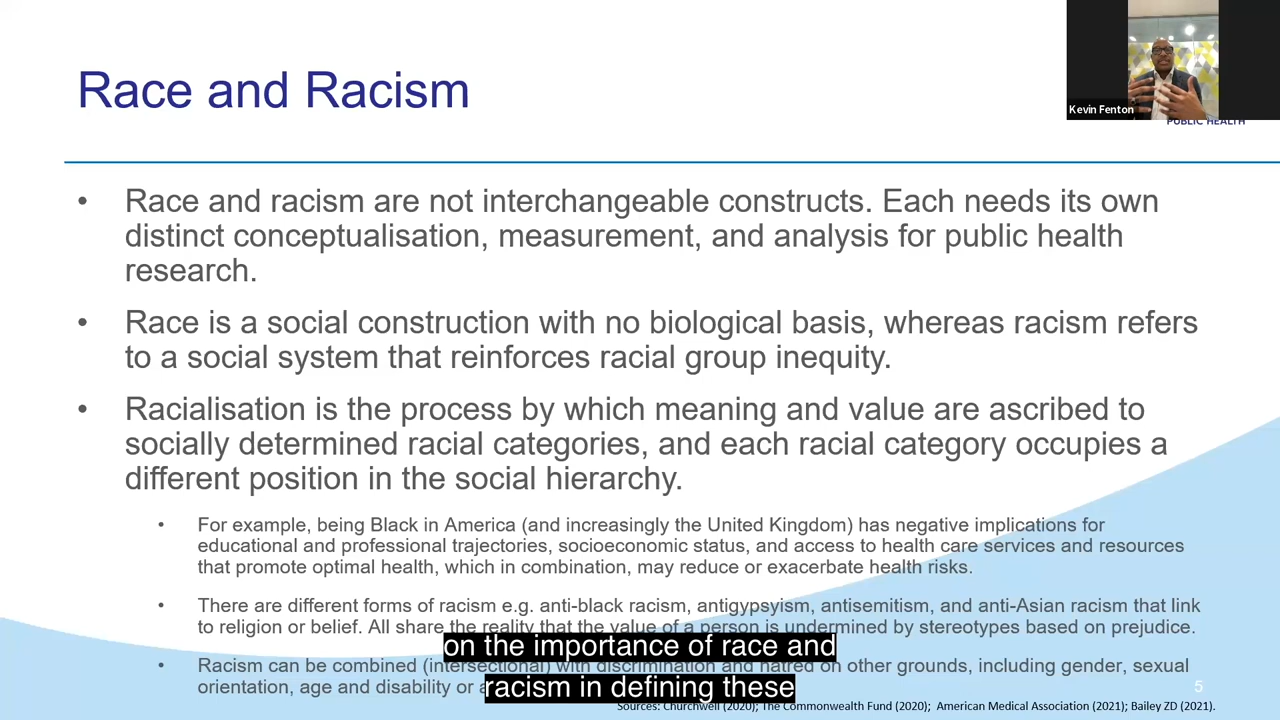 Race and Racism
Kevin Fenton
PUBLIC HEALTH
• Race and racism are not interchangeable constructs. Each needs its own
distinct conceptualisation, measurement, and analysis for public health
research.
• Race is a social construction with no biological basis, whereas racism refers
to a social system that reinforces racial group inequity.
• Racialisation is the process by which meaning and value are ascribed to
socially determined racial categories, and each racial category occupies a
different position in the social hierarchy.
• For example, being Black in America (and increasingly the United Kingdom) has negative implications for
educational and professional trajectories, socioeconomic status, and access to health care services and resources
that promote optimal health, which in combination, may reduce or exacerbate health risks.
• There are different forms of racism e.g. anti-black racism, antigypsyism, antisemitism, and anti-Asian racism that link
to religion or belief. All share the reality that the value of a person is undermined by stereotypes based on prejudice.
on the importance of race and
• Racism can be combined (intersectional) with discrimination and hatred on other grounds, including gender, sexual
orientation, age and disability or
racism in defining these
5
Sources: Churchwell (2020); The Commonwealth Fund (2020); American Medical Association (2021); Bailey ZD (2021).